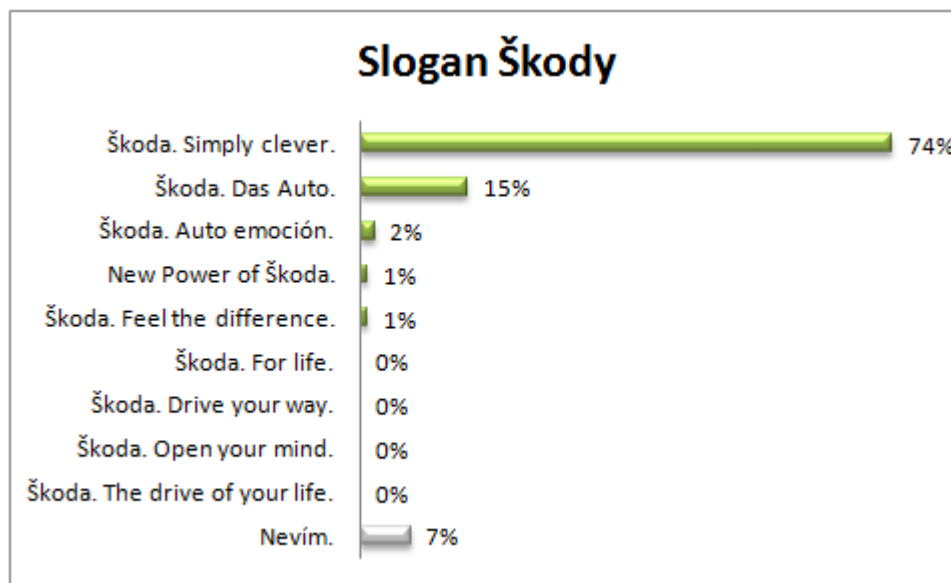 Slogan Škody
Škoda. Simply clever. 74%
Škoda. Das Auto. 15%
Škoda. Auto emoción. 2%
New Power of Škoda. 1%
Škoda. Feel the difference. 1%
Škoda. For life. 0%
Škoda. Drive your way. 0%
Škoda. Open your mind. 0%
Škoda. The drive of your life. 0%
Nevím. 7%